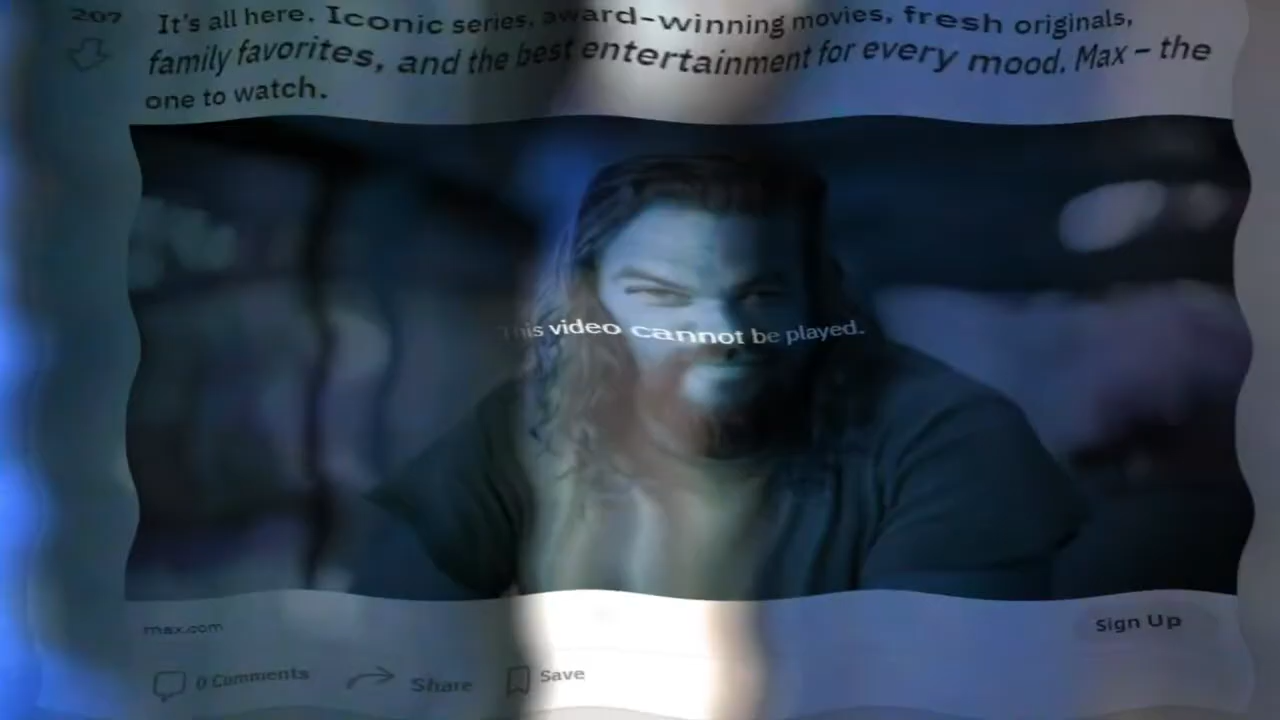 207
It's all here. Iconic series, award-winning movies, fresh originals,
family favorites, and the best entertainment for every mood. Max – the
one to watch.
This video cannot be played.
max.com
Sign Up
0 Comments
Share
Save